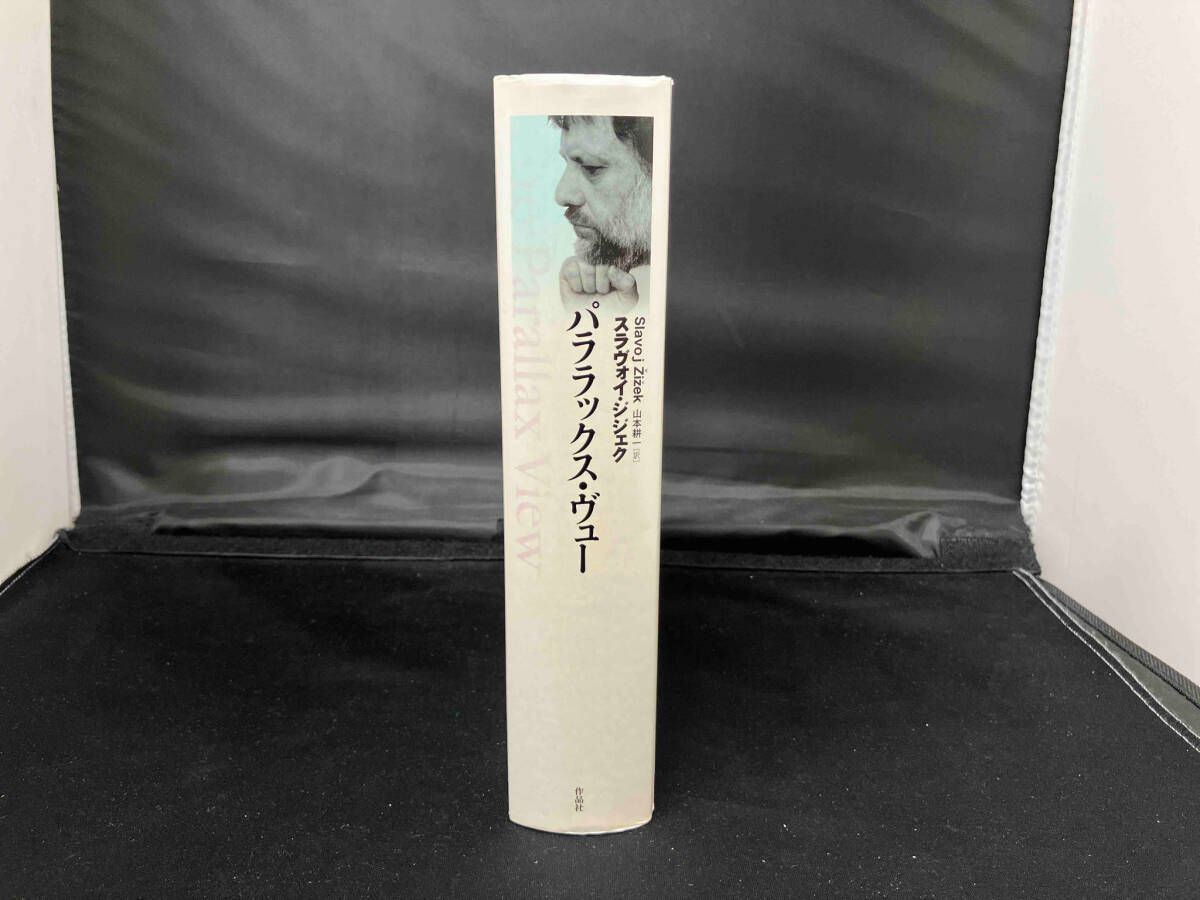 Slavoj Žižek
スラヴォイ・ジジェク
山本耕一[訳]
パララックス・ヴュー
Parallax View
作品社